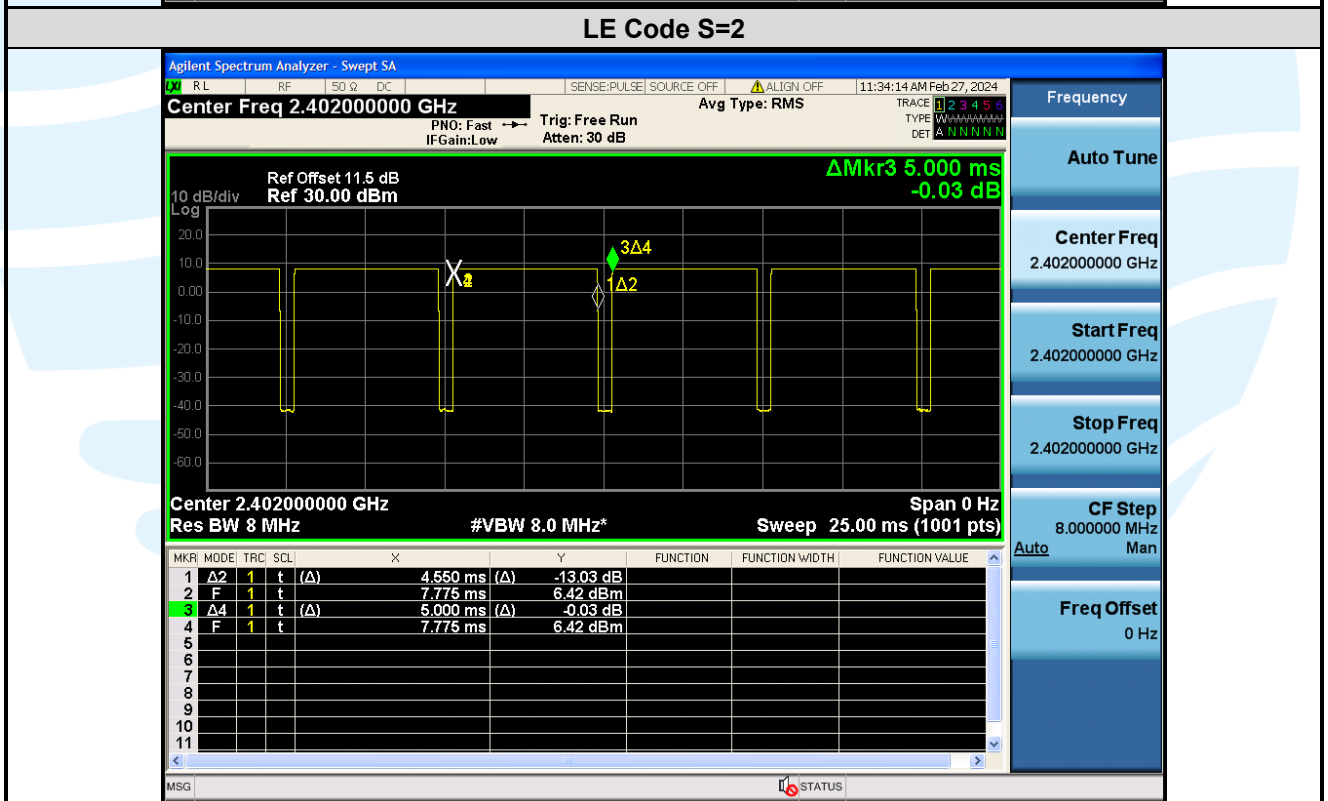 LE Code S=2
Agilent Spectrum Analyzer - Swept SA
LXI RL RF 50 Ω DC SENSE:PULSE SOURCE OFF ALIGN OFF 11:34:14 AM Feb 27, 2024
Center Freq 2.402000000 GHz
PNO: Fast
IFGain:Low
Trig: Free Run
Atten: 30 dB
Avg Type: RMS
TRACE 1 2 3 4 5 6
TYPE
DET A N N N N N
Ref Offset 11.5 dB
10 dB/div Ref 30.00 dBm
Log
ΔMkr3 5.000 ms
-0.03 dB
20.0
10.0
0.00
-10.0
-20.0
-30.0
-40.0
-50.0
-60.0
3Δ4
1Δ2
Center 2.402000000 GHz Span 0 Hz
Res BW 8 MHz #VBW 8.0 MHz* Sweep 25.00 ms (1001 pts)
MKR MODE TRC SCL X Y FUNCTION FUNCTION WIDTH FUNCTION VALUE
1 Δ2 1 t (Δ) 4.550 ms (Δ) -13.03 dB
2 F 1 t 7.775 ms 6.42 dBm
3 Δ4 1 t (Δ) 5.000 ms (Δ) -0.03 dB
4 F 1 t 7.775 ms 6.42 dBm
5
6
7
8
9
10
11
MSG STATUS
Frequency
Auto Tune
Center Freq
2.402000000 GHz
Start Freq
2.402000000 GHz
Stop Freq
2.402000000 GHz
CF Step
8.000000 MHz
Auto Man
Freq Offset
0 Hz